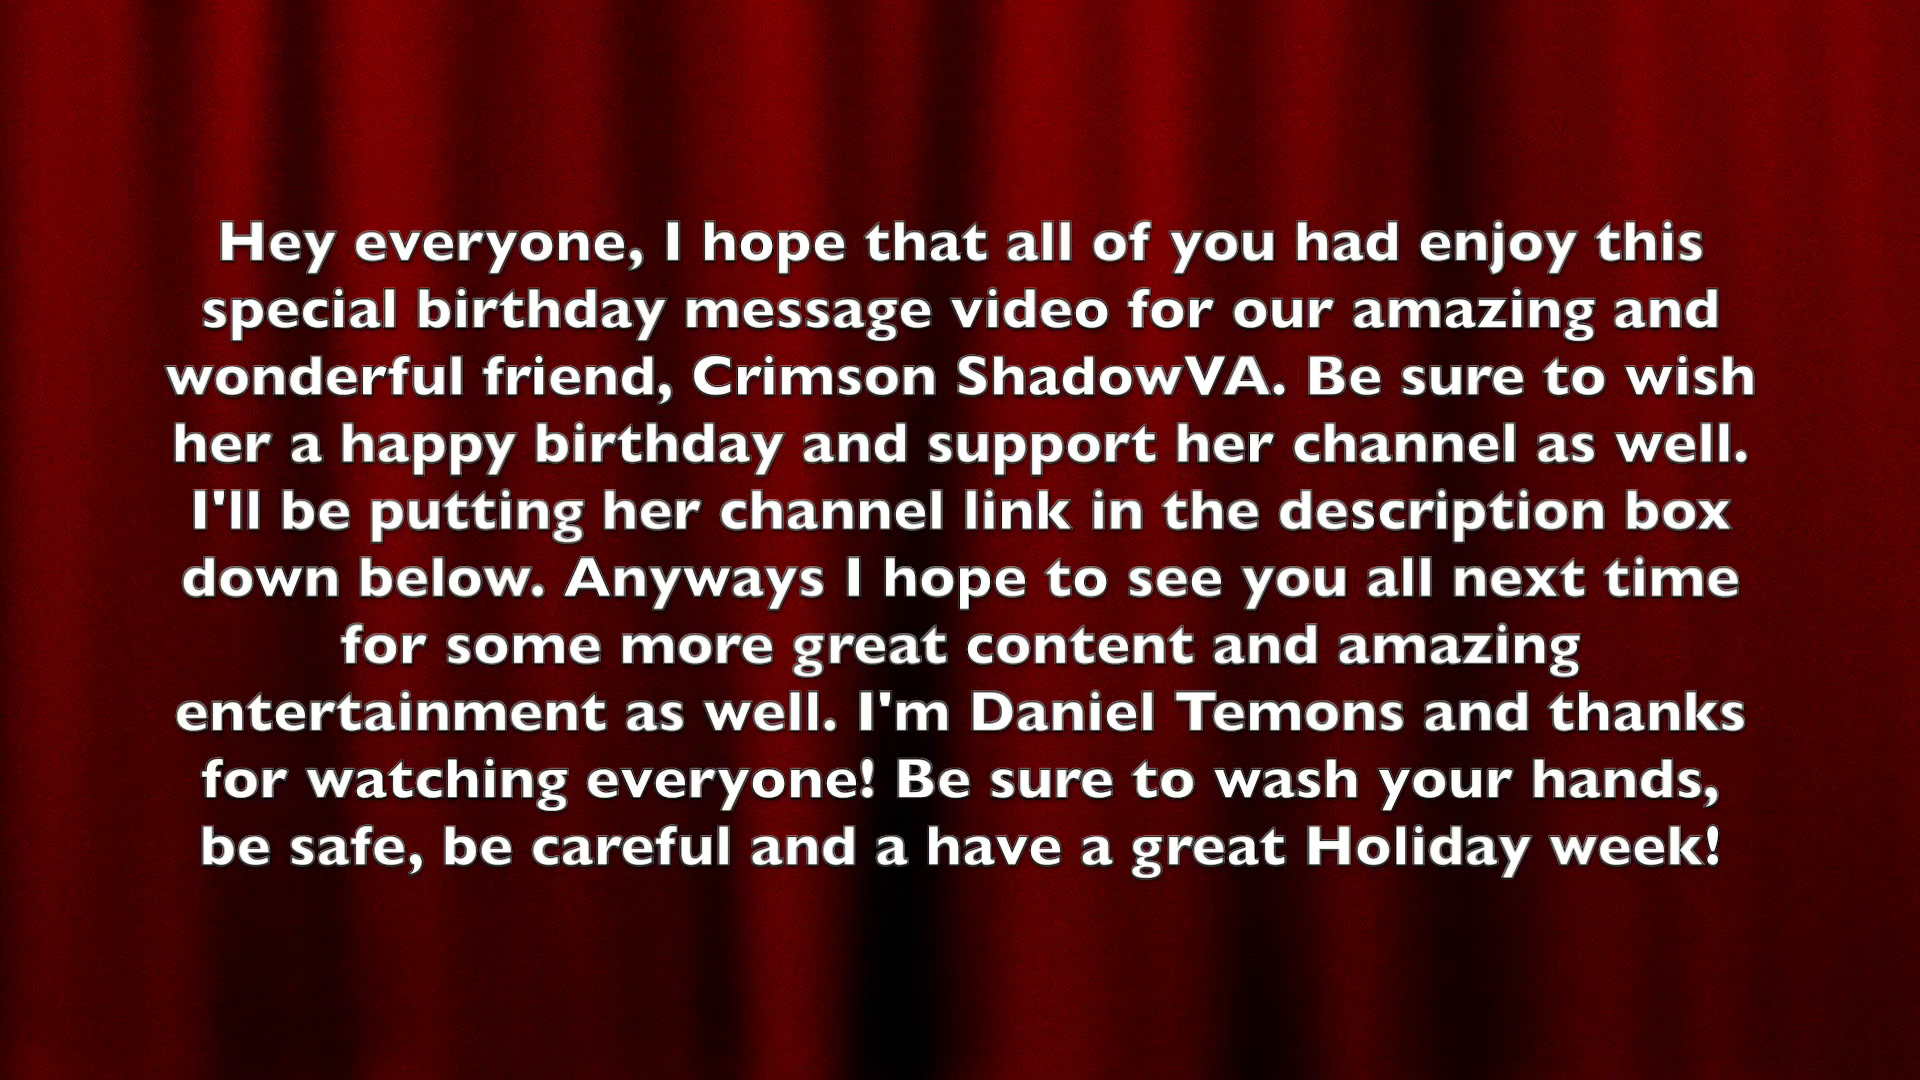 Hey everyone, I hope that all of you had enjoy this
special birthday message video for our amazing and
wonderful friend, Crimson ShadowVA. Be sure to wish
her a happy birthday and support her channel as well.
I'll be putting her channel link in the description box
down below. Anyways I hope to see you all next time
for some more great content and amazing
entertainment as well. I'm Daniel Temons and thanks
for watching everyone! Be sure to wash your hands,
be safe, be careful and a have a great Holiday week!